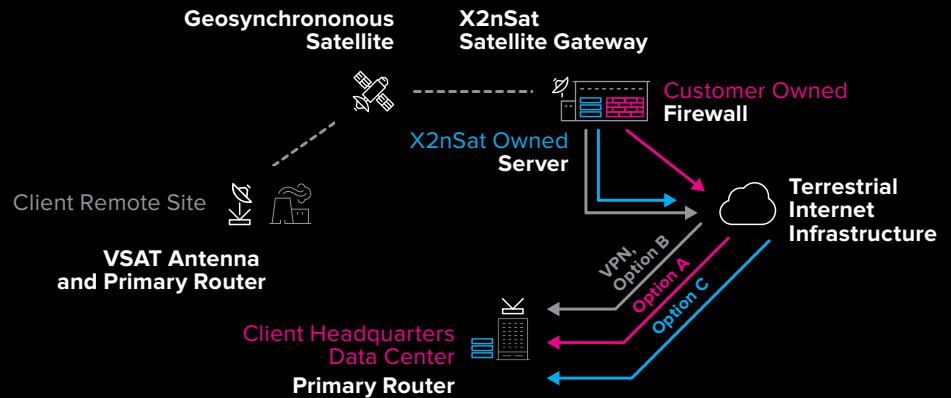 Geosynchrononous
Satellite
X2nSat
Satellite Gateway
Customer Owned
Firewall
X2nSat Owned
Server
Client Remote Site
VSAT Antenna
and Primary Router
Terrestrial
Internet
Infrastructure
VPN,
Option B
Option A
Option C
Client Headquarters
Data Center
Primary Router